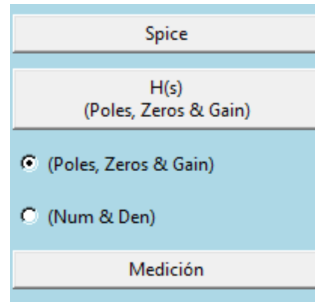 Spice
H(s)
(Poles, Zeros & Gain)
(Poles, Zeros & Gain)
(Num & Den)
Medición